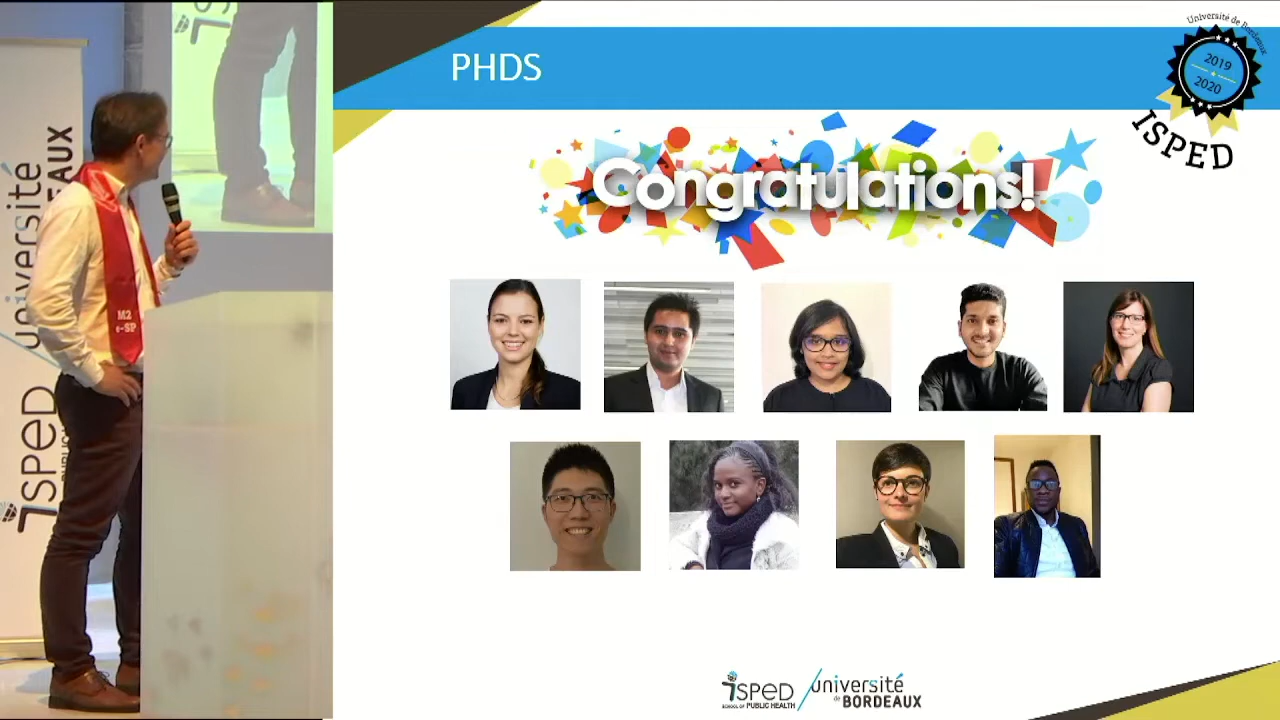 PHDS
Université de Bordeaux
2019
2020
ISPED
Congratulations!
université
BORDEAUX
ISPED
M2
e-SP
ISPED
SCHOOL OF PUBLIC HEALTH
université
de BORDEAUX